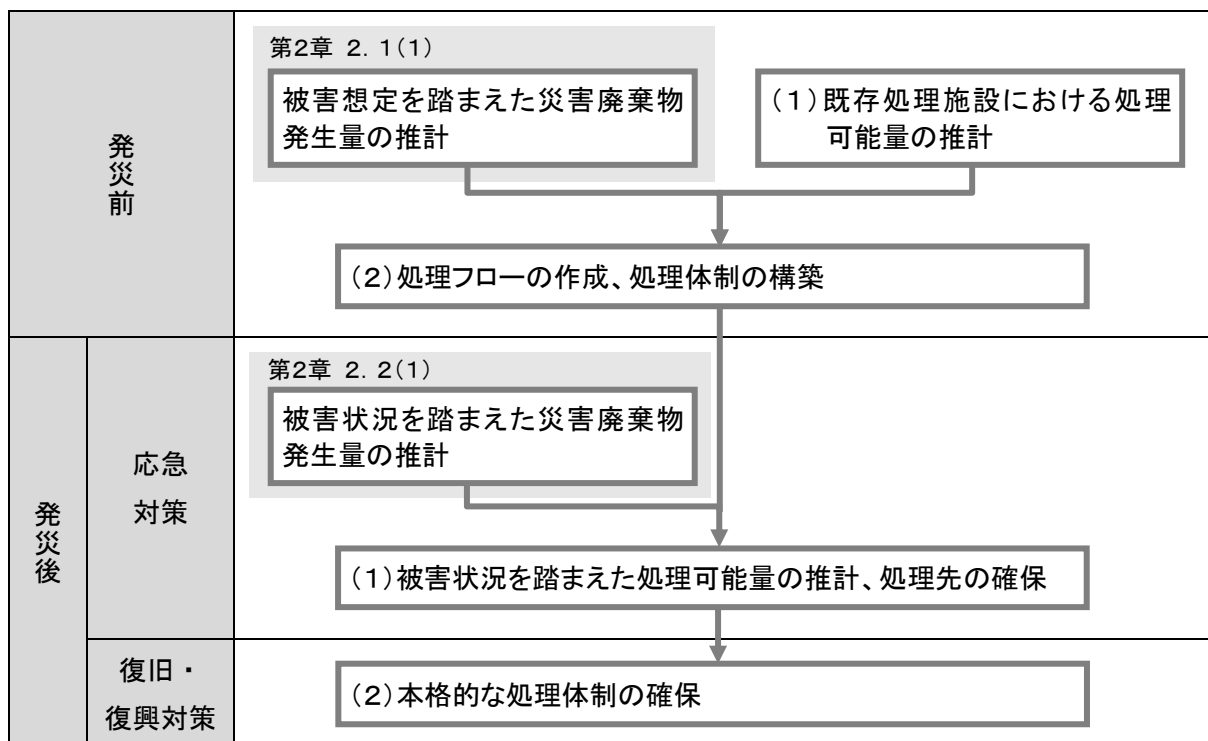 発災前
第2章 2．1(1)
被害想定を踏まえた災害廃棄物
発生量の推計
(1)既存処理施設における処理
可能量の推計
(2)処理フローの作成、処理体制の構築
発災後
応急
対策
第2章 2．2(1)
被害状況を踏まえた災害廃棄物
発生量の推計
(1)被害状況を踏まえた処理可能量の推計、処理先の確保
復旧・
復興対策
(2)本格的な処理体制の確保